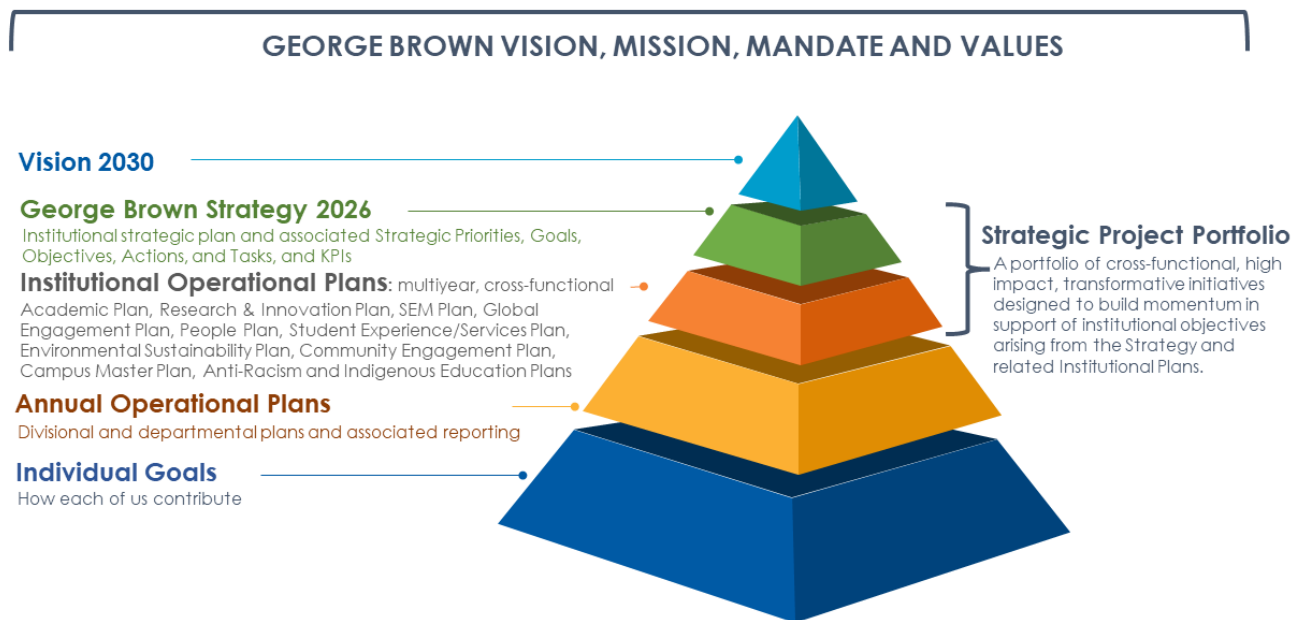 GEORGE BROWN VISION, MISSION, MANDATE AND VALUES
Vision 2030
George Brown Strategy 2026
Institutional strategic plan and associated Strategic Priorities, Goals,
Objectives, Actions, and Tasks, and KPIs
Institutional Operational Plans: multiyear, cross-functional
Academic Plan, Research & Innovation Plan, SEM Plan, Global
Engagement Plan, People Plan, Student Experience/Services Plan,
Environmental Sustainability Plan, Community Engagement Plan,
Campus Master Plan, Anti-Racism and Indigenous Education Plans
Annual Operational Plans
Divisional and departmental plans and associated reporting
Individual Goals
How each of us contribute
Strategic Project Portfolio
A portfolio of cross-functional, high
impact, transformative initiatives
designed to build momentum in
support of institutional objectives
arising from the Strategy and
related Institutional Plans.